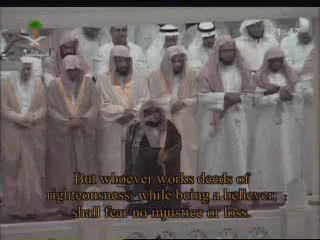 But whoever works deeds of
righteousness, while being a believer,
shall fear no injustice or loss.